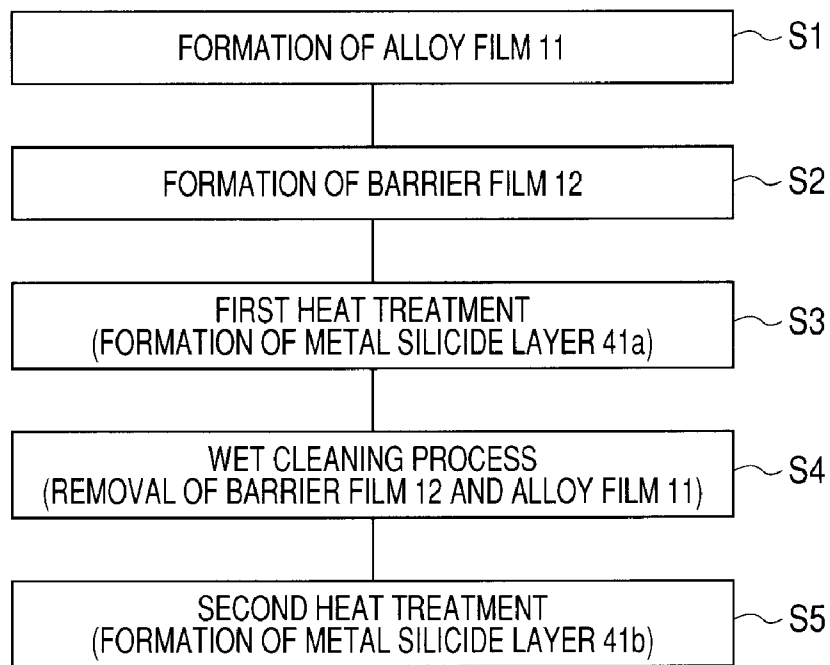 FORMATION OF ALLOY FILM 11
S1
FORMATION OF BARRIER FILM 12
S2
FIRST HEAT TREATMENT
(FORMATION OF METAL SILICIDE LAYER 41a)
S3
WET CLEANING PROCESS
(REMOVAL OF BARRIER FILM 12 AND ALLOY FILM 11)
S4
SECOND HEAT TREATMENT
(FORMATION OF METAL SILICIDE LAYER 41b)
S5